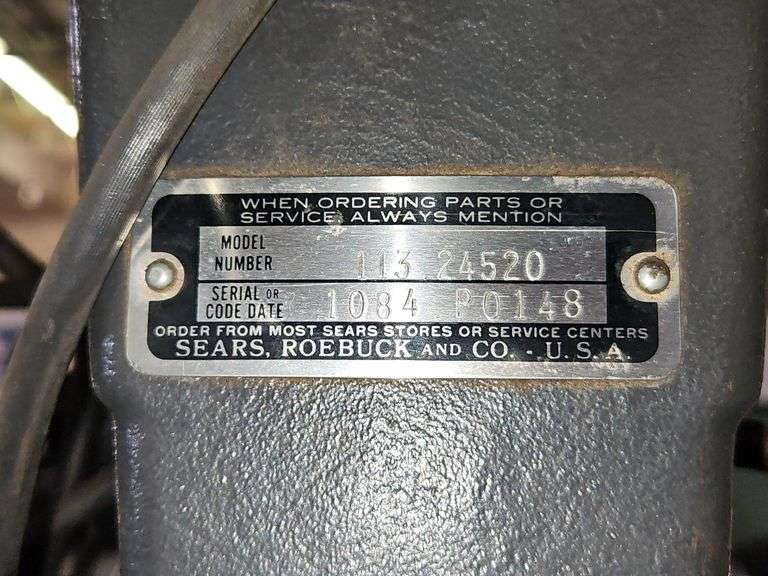 WHEN ORDERING PARTS OR
SERVICE, ALWAYS MENTION
MODEL
NUMBER 113 24520
SERIAL OR
CODE DATE 1084 P0148
ORDER FROM MOST SEARS STORES OR SERVICE CENTERS
SEARS, ROEBUCK AND CO. - U.S.A.